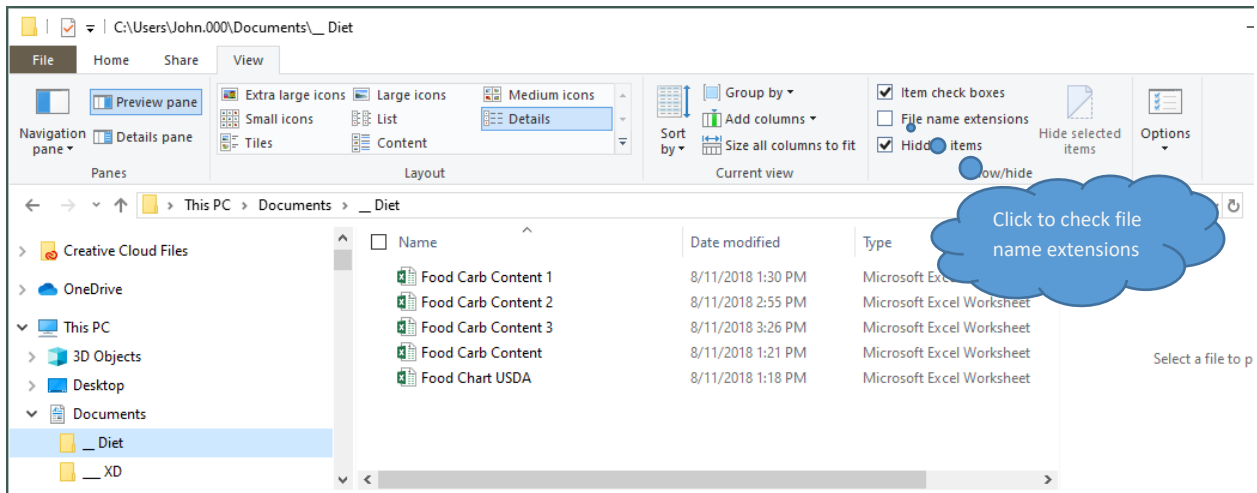 C:\Users\John.000\Documents\__ Diet
File Home Share View
Preview pane
Navigation pane
Details pane
Panes
Extra large icons Large icons Medium icons
Small icons List Details
Tiles Content
Layout
Sort by
Group by
Add columns
Size all columns to fit
Current view
Item check boxes
File name extensions
items
Hide selected items
Options
This PC > Documents > __ Diet
Click to check file
name extensions
Creative Cloud Files
OneDrive
This PC
3D Objects
Desktop
Documents
__ Diet
___ XD
Name Date modified Type
Food Carb Content 1 8/11/2018 1:30 PM Microsoft
Food Carb Content 2 8/11/2018 2:55 PM Microsoft Excel Worksheet
Food Carb Content 3 8/11/2018 3:26 PM Microsoft Excel Worksheet
Food Carb Content 8/11/2018 1:21 PM Microsoft Excel Worksheet
Food Chart USDA 8/11/2018 1:18 PM Microsoft Excel Worksheet
Select a file to p